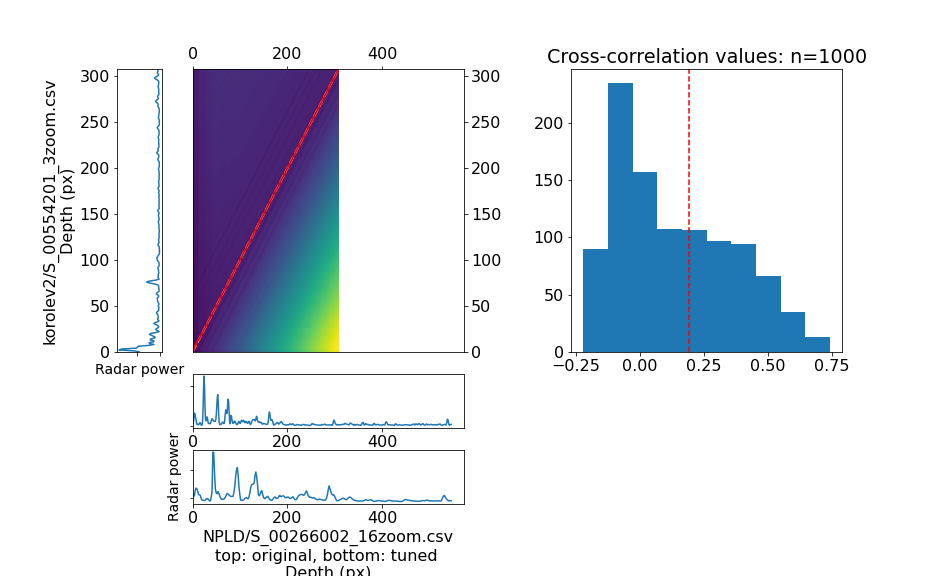 Cross-correlation values: n=1000
0 200 400
300
250
200
150
100
50
0
korolev2/S_00554201_3zoom.csv
Depth (px)
Radar power
300
250
200
150
100
50
0
200
150
100
50
0
−0.25 0.00 0.25 0.50 0.75
0 200 400
Radar power
0 200 400
NPLD/S_00266002_16zoom.csv
top: original, bottom: tuned
Depth (px)